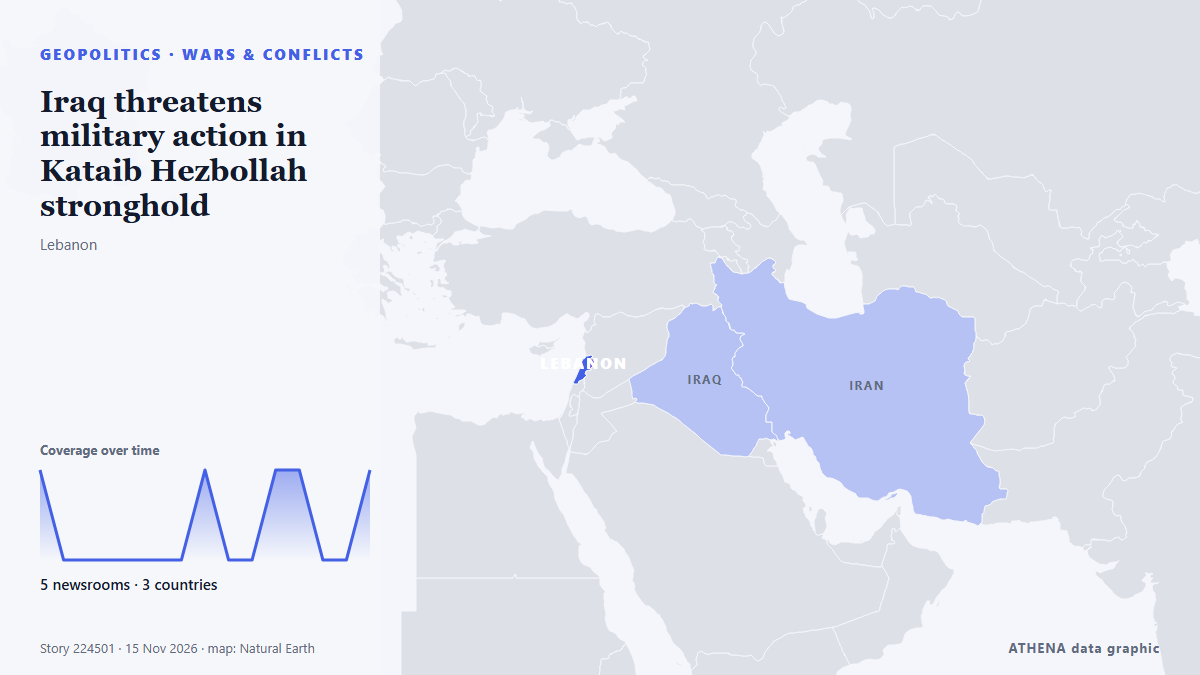 GEOPOLITICS · WARS & CONFLICTS
Iraq threatens
military action in
Kataib Hezbollah
stronghold
Lebanon
LEBANON
IRAQ
IRAN
Coverage over time
5 newsrooms · 3 countries
Story 224501 · 15 Nov 2026 · map: Natural Earth
ATHENA data graphic